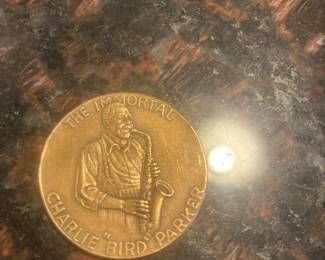 THE IMMORTAL
CHARLIE "BIRD" PARKER